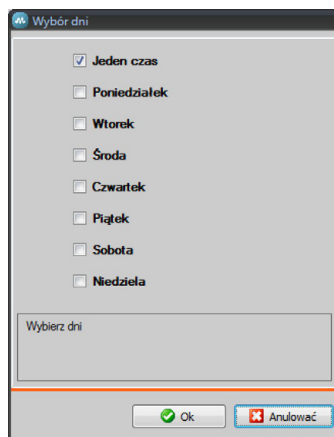 Wybór dni
Jeden czas
Poniedziałek
Wtorek
Środa
Czwartek
Piątek
Sobota
Niedziela
Wybierz dni
Ok
Anulować